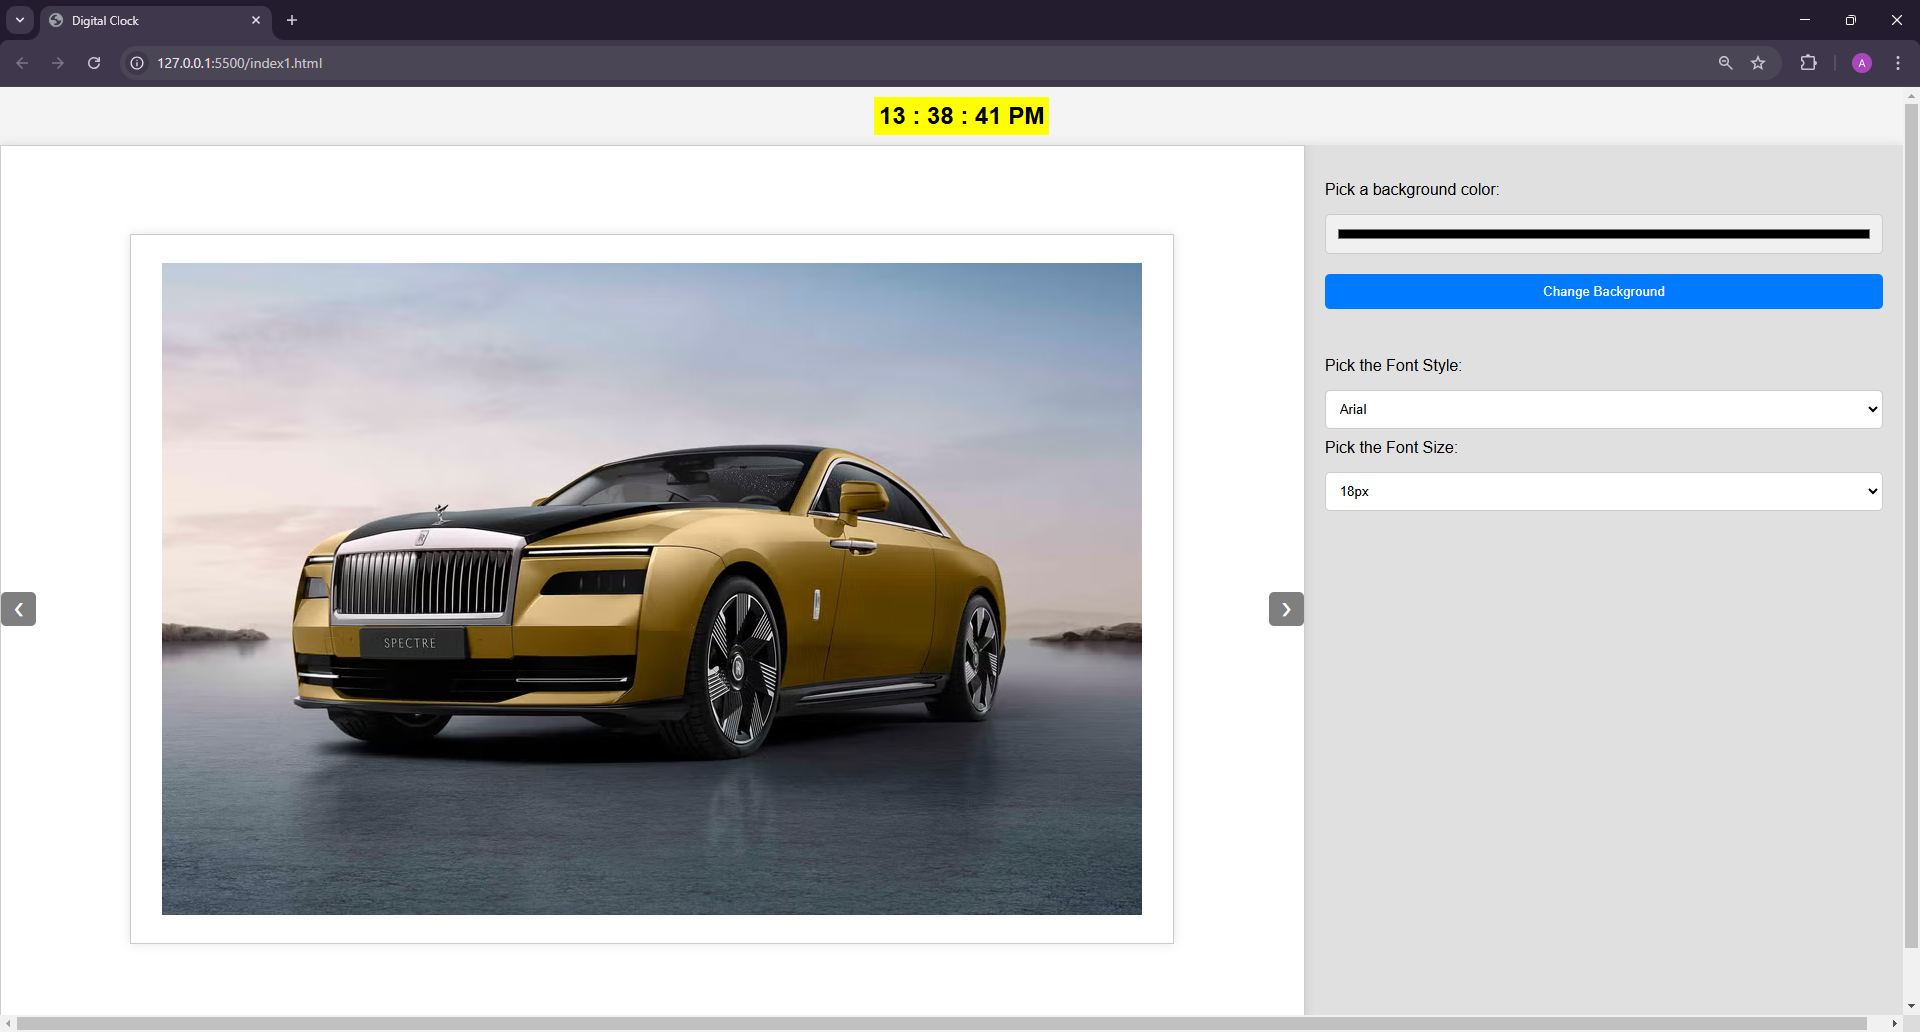 Digital Clock
127.0.0.1:5500/index1.html
A
13 : 38 : 41 PM
Pick a background color:
Change Background
Pick the Font Style:
Arial
Pick the Font Size:
18px
SPECTRE